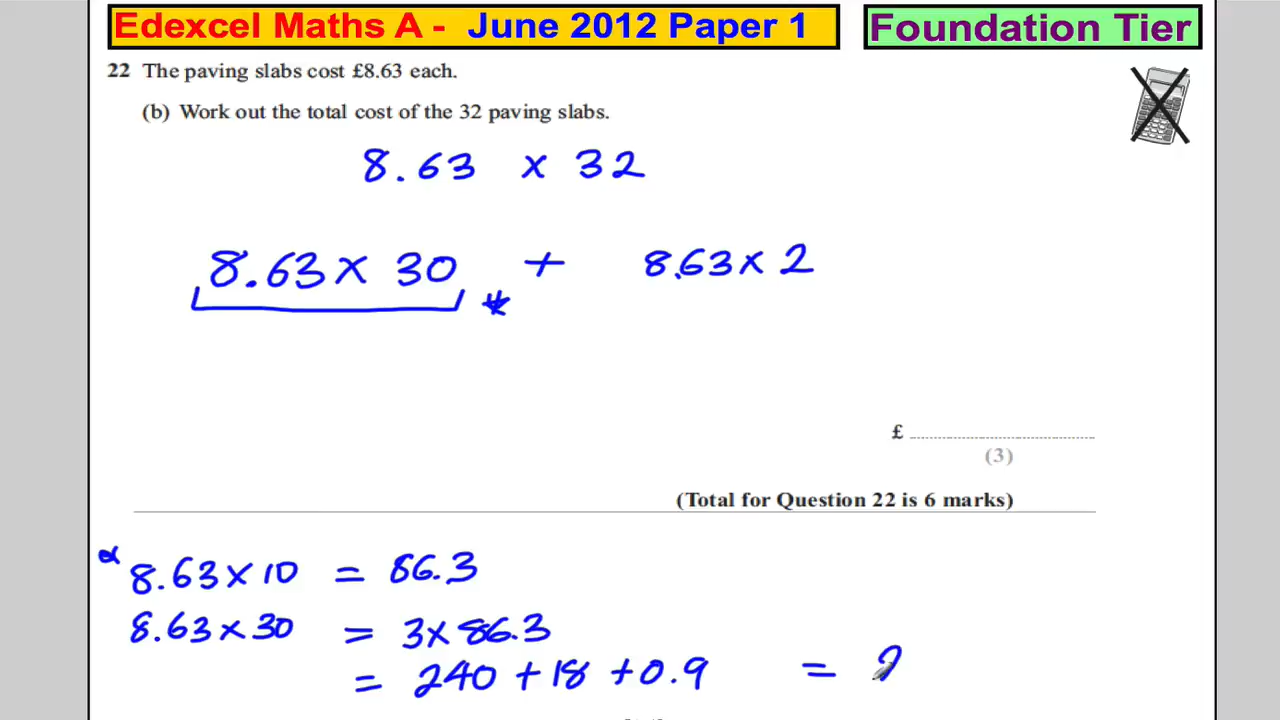 Edexcel Maths A - June 2012 Paper 1
Foundation Tier
22 The paving slabs cost £8.63 each.
(b) Work out the total cost of the 32 paving slabs.
8.63 x 32
8.63 x 30 + 8.63 x 2
*
£ ........................................
(3)
(Total for Question 22 is 6 marks)
8.63 x 10 = 86.3
8.63 x 30 = 3 x 86.3
= 240 + 18 + 0.9 = 2